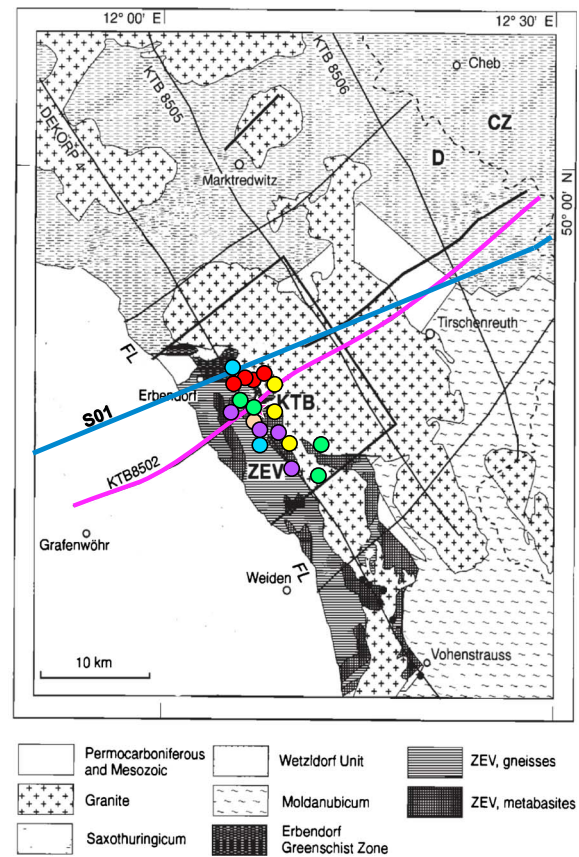 12° 00' E
12° 30' E
KTB 8505
KTB 8506
Cheb
CZ
D
DEKORP 4
Marktredwitz
N
50° 00'
Tirschenreuth
FL
Erbendorf
KTB
S01
KTB8502
ZEV
Grafenwöhr
FL
Weiden
10 km
Vohenstrauss
Permocarboniferous
and Mesozoic
Wetzldorf Unit
ZEV, gneisses
Granite
Moldanubicum
ZEV, metabasites
Saxothuringicum
Erbendorf
Greenschist Zone